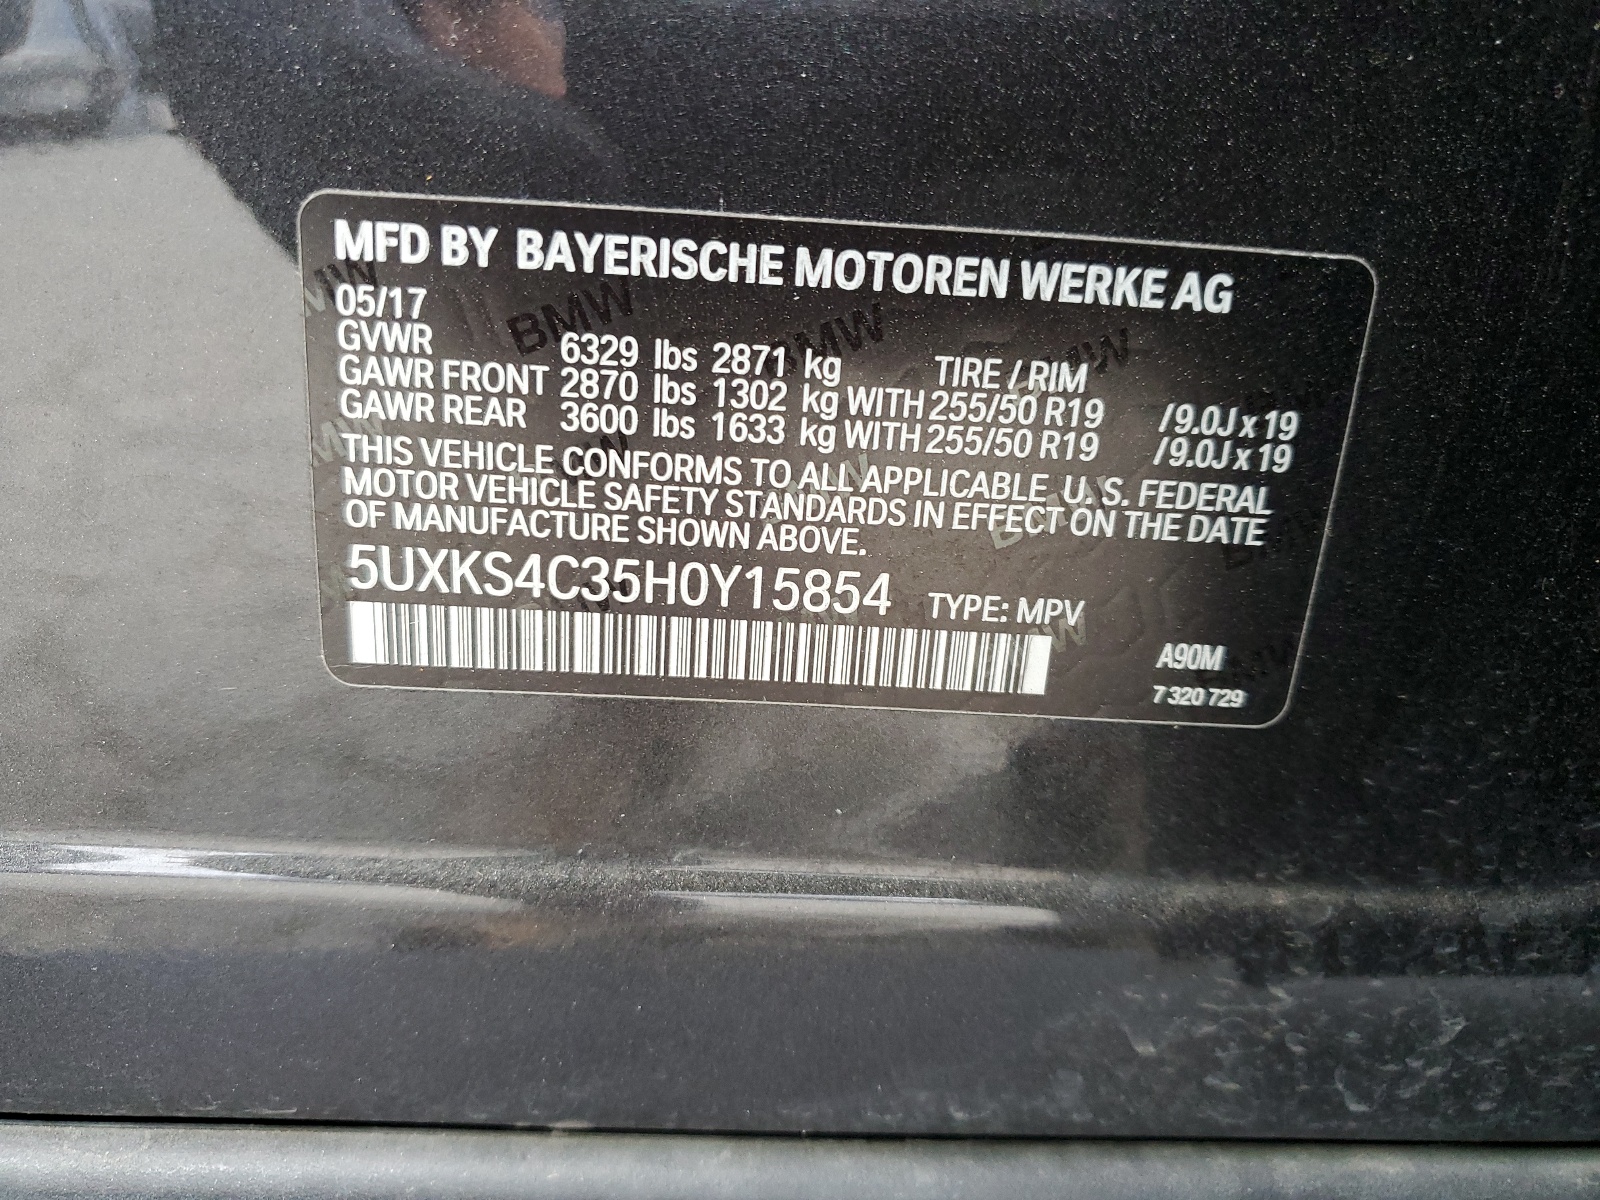 MFD BY BAYERISCHE MOTOREN WERKE AG
05/17
GVWR 6329 lbs 2871 kg TIRE / RIM
GAWR FRONT 2870 lbs 1302 kg WITH 255/50 R19 /9.0J x 19
GAWR REAR 3600 lbs 1633 kg WITH 255/50 R19 /9.0J x 19
THIS VEHICLE CONFORMS TO ALL APPLICABLE U. S. FEDERAL
MOTOR VEHICLE SAFETY STANDARDS IN EFFECT ON THE DATE
OF MANUFACTURE SHOWN ABOVE.
5UXKS4C35H0Y15854 TYPE: MPV
A90M
7 320 729
BMW
BMW
BMW